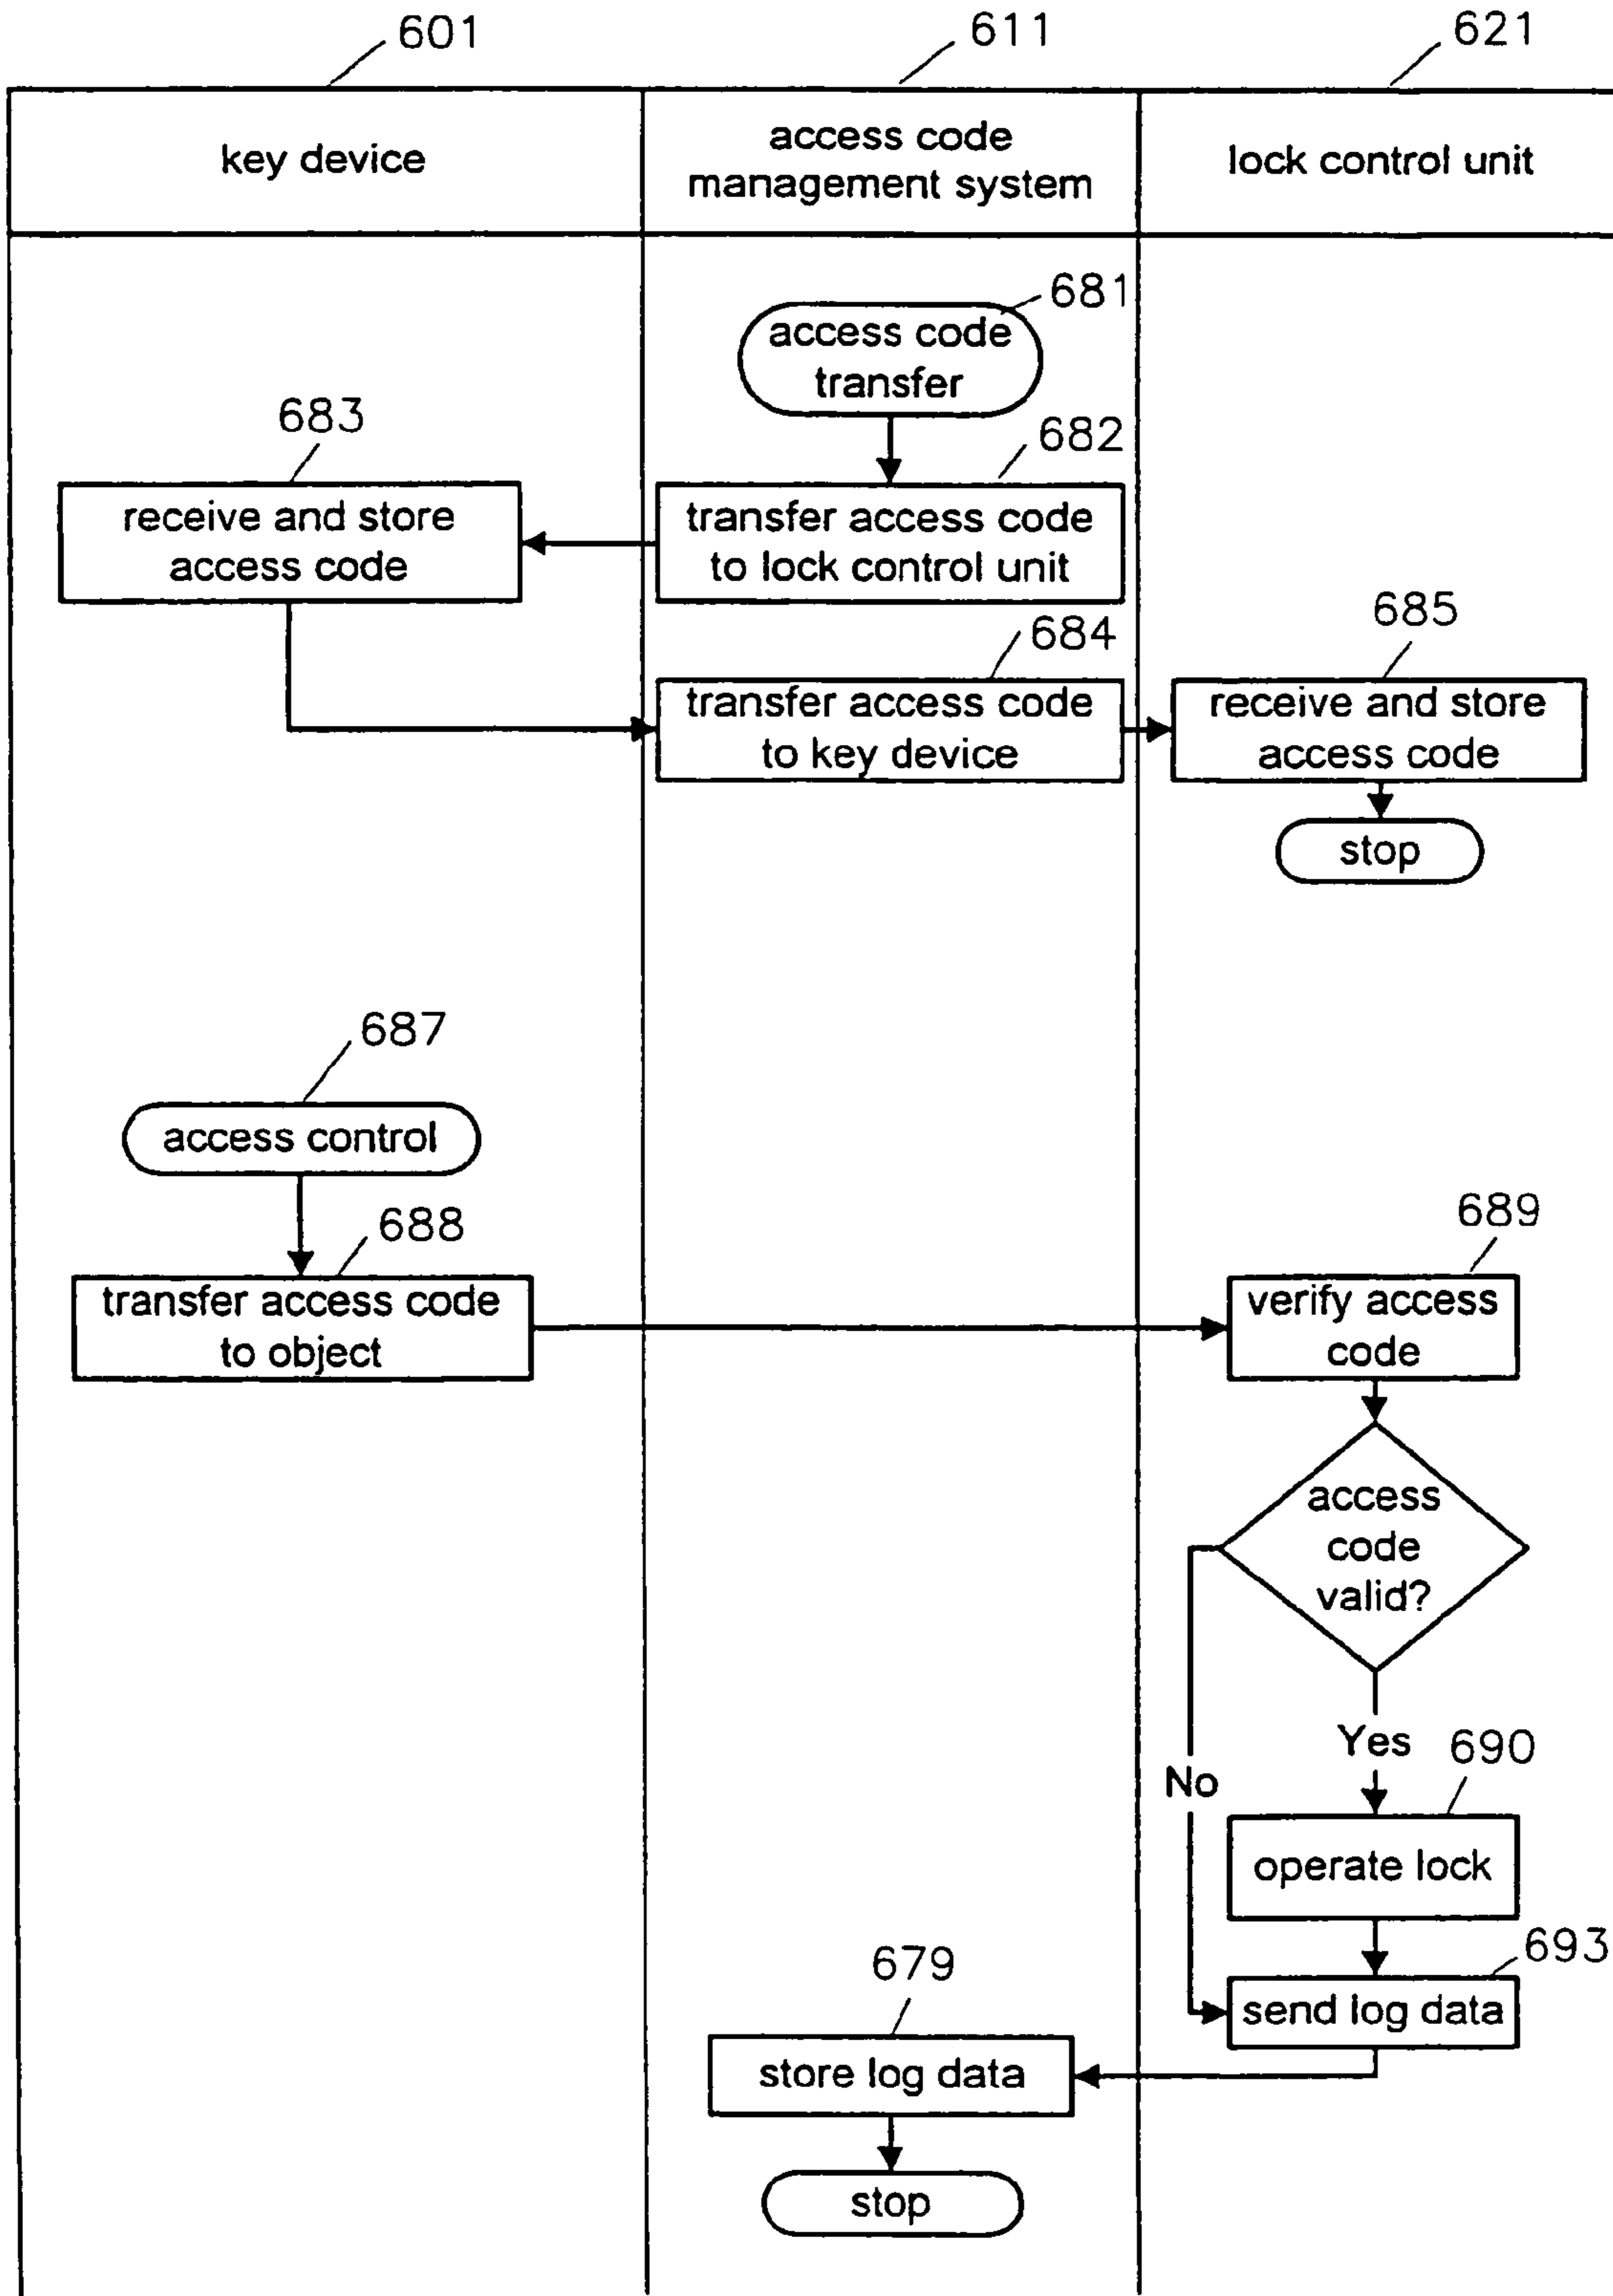 601
611
621
key device
access code
management system
lock control unit
681
access code
transfer
683
682
receive and store
access code
transfer access code
to lock control unit
684
685
transfer access code
to key device
receive and store
access code
stop
687
access control
688
689
transfer access code
to object
verify access
code
access
code
valid?
Yes
690
No
operate lock
679
693
send log data
store log data
stop